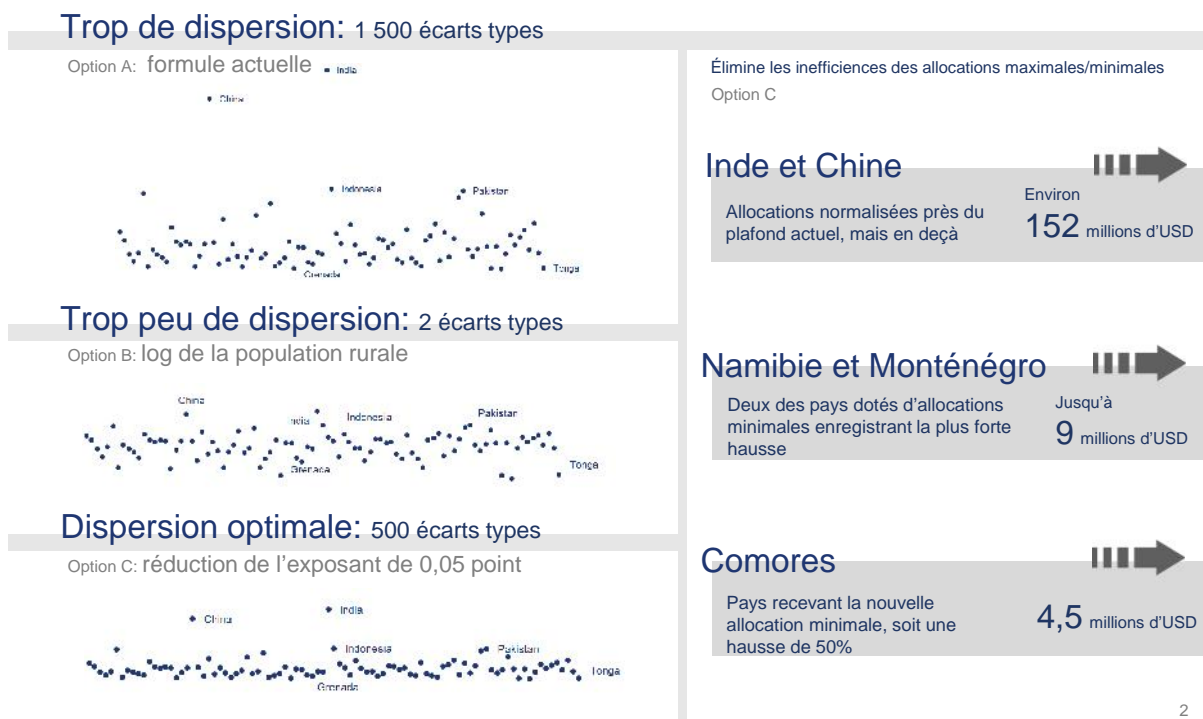 Trop de dispersion: 1 500 écarts types
Option A: formule actuelle
India
China
Indonesia
Pakistan
Grenada
Tonga
Trop peu de dispersion: 2 écarts types
Option B: log de la population rurale
China
India
Indonesia
Pakistan
Grenada
Tonga
Dispersion optimale: 500 écarts types
Option C: réduction de l'exposant de 0,05 point
India
China
Indonesia
Pakistan
Tonga
Grenada
Élimine les inefficiences des allocations maximales/minimales
Option C
Inde et Chine
Allocations normalisées près du
plafond actuel, mais en deçà
Environ
152 millions d'USD
Namibie et Monténégro
Deux des pays dotés d'allocations
minimales enregistrant la plus forte
hausse
Jusqu'à
9 millions d'USD
Comores
Pays recevant la nouvelle
allocation minimale, soit une
hausse de 50%
4,5 millions d'USD
2